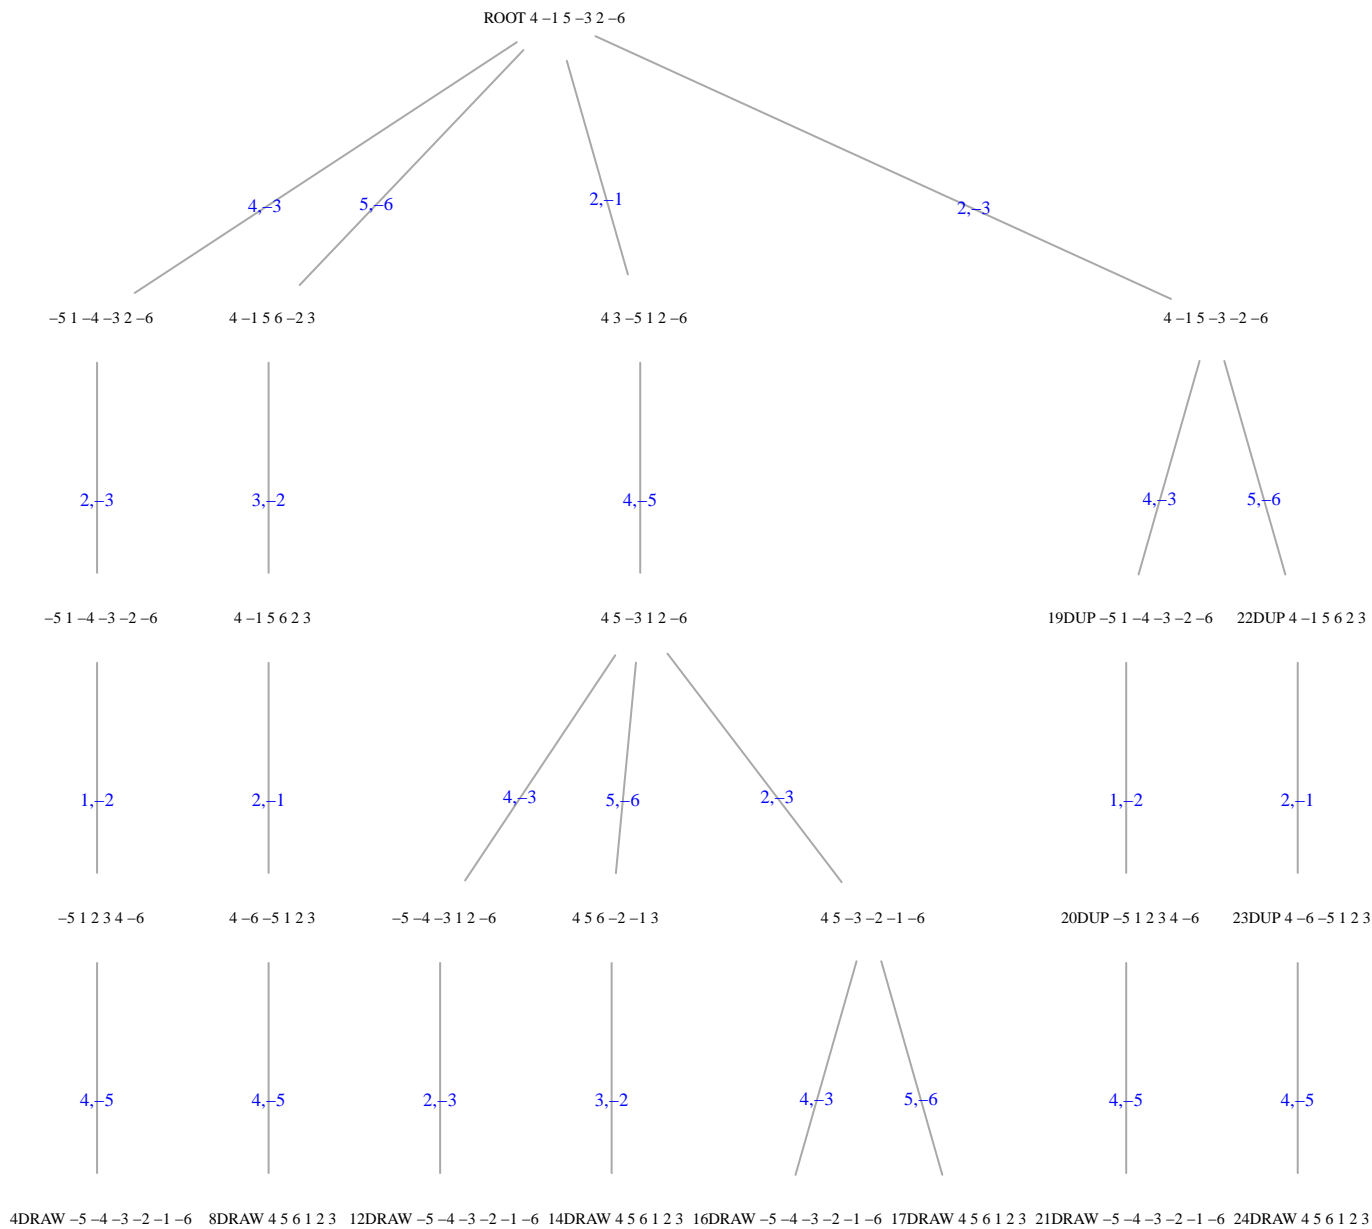 ROOT 4 −1 5 −3 2 −6
4,−3
5,−6
2,−1
2,−3
−5 1 −4 −3 2 −6
4 −1 5 6 −2 3
4 3 −5 1 2 −6
4 −1 5 −3 −2 −6
2,−3
3,−2
4,−5
4,−3
5,−6
−5 1 −4 −3 −2 −6
4 −1 5 6 2 3
4 5 −3 1 2 −6
19DUP −5 1 −4 −3 −2 −6
22DUP 4 −1 5 6 2 3
1,−2
2,−1
4,−3
5,−6
2,−3
1,−2
2,−1
−5 1 2 3 4 −6
4 −6 −5 1 2 3
−5 −4 −3 1 2 −6
4 5 6 −2 −1 3
4 5 −3 −2 −1 −6
20DUP −5 1 2 3 4 −6
23DUP 4 −6 −5 1 2 3
4,−5
4,−5
2,−3
3,−2
4,−3
5,−6
4,−5
4,−5
4DRAW −5 −4 −3 −2 −1 −6
8DRAW 4 5 6 1 2 3
12DRAW −5 −4 −3 −2 −1 −6
14DRAW 4 5 6 1 2 3
16DRAW −5 −4 −3 −2 −1 −6
17DRAW 4 5 6 1 2 3
21DRAW −5 −4 −3 −2 −1 −6
24DRAW 4 5 6 1 2 3